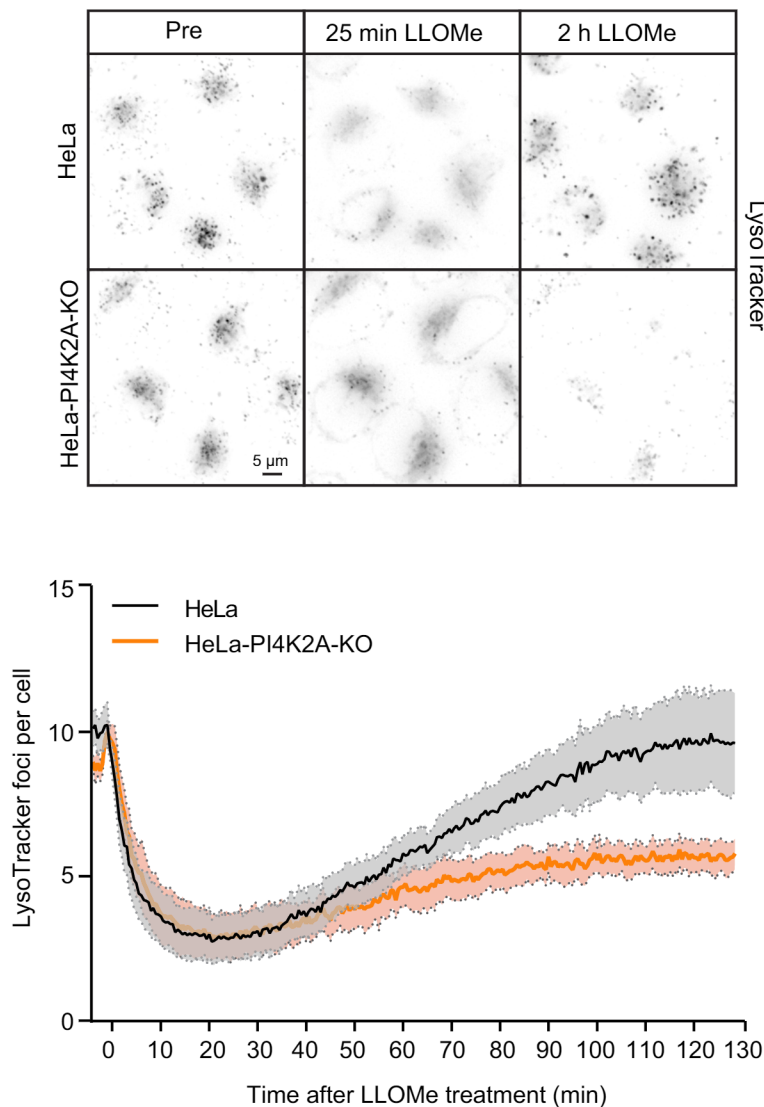 Pre 25 min LLOMe 2 h LLOMe
HeLa
LysoTracker
HeLa-PI4K2A-KO
5 µm
15
HeLa
HeLa-PI4K2A-KO
10
LysoTracker foci per cell
5
0
0 10 20 30 40 50 60 70 80 90 100 110 120 130
Time after LLOMe treatment (min)